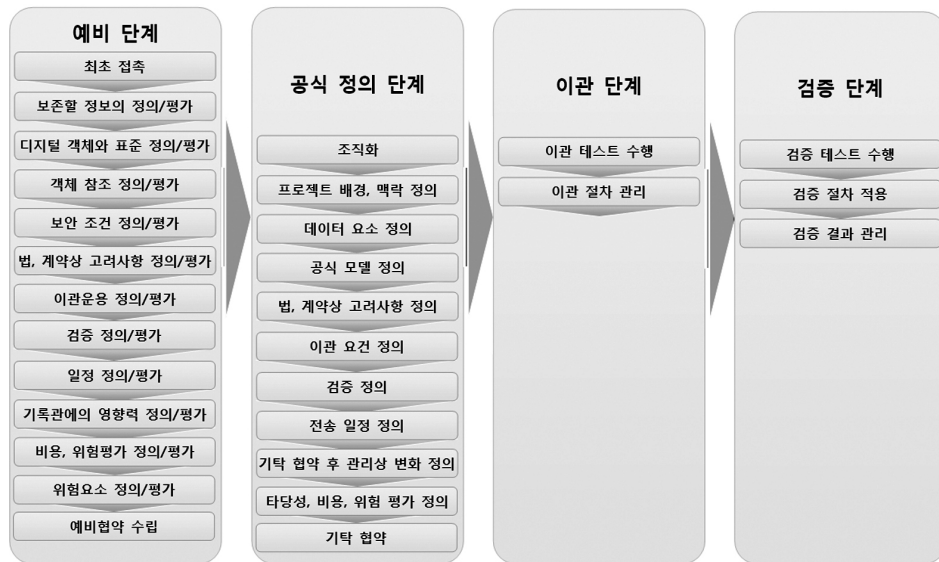 예비 단계
최초 접촉
보존할 정보의 정의/평가
디지털 객체와 표준 정의/평가
객체 참조 정의/평가
보안 조건 정의/평가
법, 계약상 고려사항 정의/평가
이관운용 정의/평가
검증 정의/평가
일정 정의/평가
기록관에의 영향력 정의/평가
비용, 위험평가 정의/평가
위험요소 정의/평가
예비협약 수립
공식 정의 단계
조직화
프로젝트 배경, 맥락 정의
데이터 요소 정의
공식 모델 정의
법, 계약상 고려사항 정의
이관 요건 정의
검증 정의
전송 일정 정의
기탁 협약 후 관리상 변화 정의
타당성, 비용, 위험 평가 정의
기탁 협약
이관 단계
이관 테스트 수행
이관 절차 관리
검증 단계
검증 테스트 수행
검증 절차 적용
검증 결과 관리